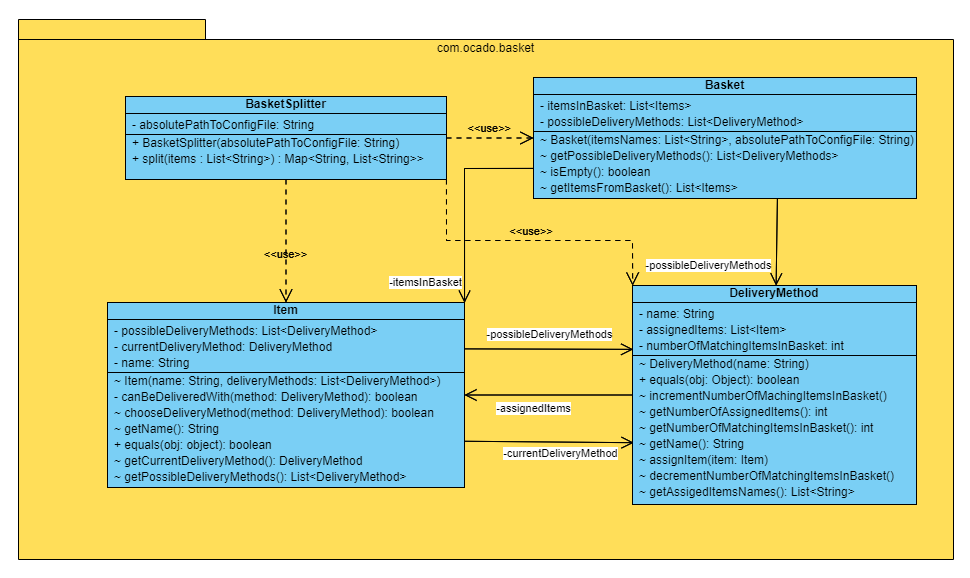 com.ocado.basket
BasketSplitter
- absolutePathToConfigFile: String
+ BasketSplitter(absolutePathToConfigFile: String)
+ split(items : List<String>) : Map<String, List<String>>
<<use>>
Basket
- itemsInBasket: List<Items>
- possibleDeliveryMethods: List<DeliveryMethod>
~ Basket(itemsNames: List<String>, absolutePathToConfigFile: String)
~ getPossibleDeliveryMethods(): List<DeliveryMethods>
~ isEmpty(): boolean
~ getItemsFromBasket(): List<Items>
<<use>>
<<use>>
-itemsInBasket
-possibleDeliveryMethods
Item
- possibleDeliveryMethods: List<DeliveryMethod>
- currentDeliveryMethod: DeliveryMethod
- name: String
~ Item(name: String, deliveryMethods: List<DeliveryMethod>)
- canBeDeliveredWith(method: DeliveryMethod): boolean
~ chooseDeliveryMethod(method: DeliveryMethod): boolean
~ getName(): String
+ equals(obj: object): boolean
~ getCurrentDeliveryMethod(): DeliveryMethod
~ getPossibleDeliveryMethods(): List<DeliveryMethod>
-possibleDeliveryMethods
-assignedItems
-currentDeliveryMethod
DeliveryMethod
- name: String
- assignedItems: List<Item>
- numberOfMatchingItemsInBasket: int
~ DeliveryMethod(name: String)
+ equals(obj: Object): boolean
~ incrementNumberOfMachingItemsInBasket()
~ getNumberOfAssignedItems(): int
~ getNumberOfMatchingItemsInBasket(): int
~ getName(): String
~ assignItem(item: Item)
~ decrementNumberOfMatchingItemsInBasket()
~ getAssigedItemsNames(): List<String>